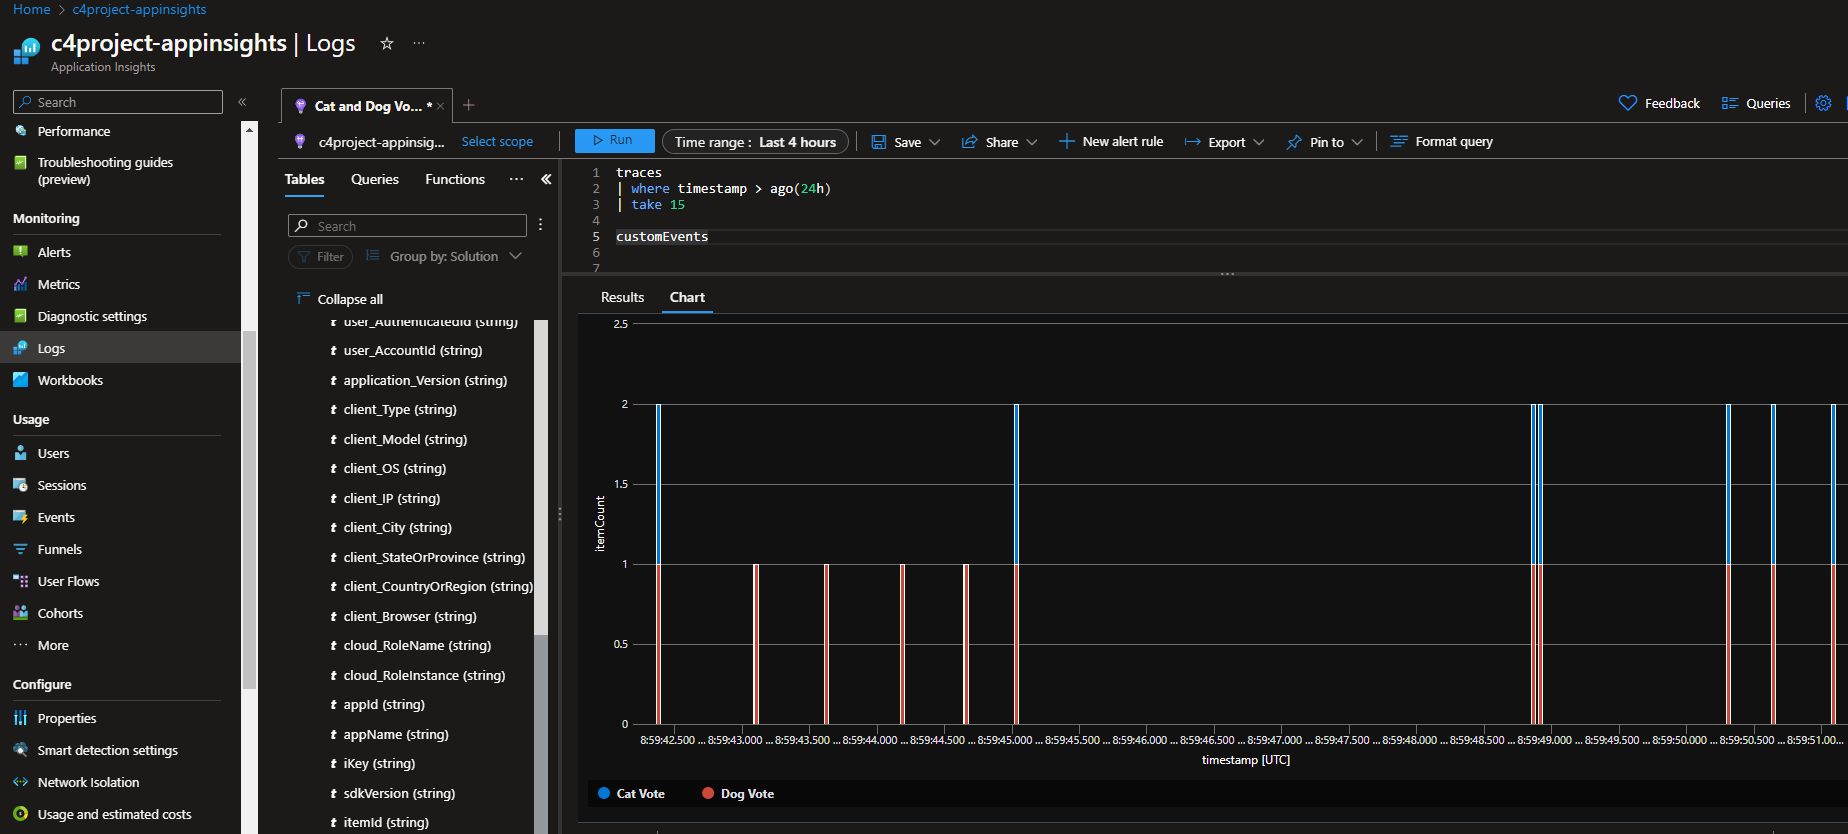 Home > c4project-appinsights
c4project-appinsights | Logs
Application Insights
Search
Performance
Troubleshooting guides
(preview)
Monitoring
Alerts
Metrics
Diagnostic settings
Logs
Workbooks
Usage
Users
Sessions
Events
Funnels
User Flows
Cohorts
More
Configure
Properties
Smart detection settings
Network Isolation
Usage and estimated costs
Cat and Dog Vo... *
Feedback
Queries
c4project-appinsig...
Select scope
Run
Time range : Last 4 hours
Save
Share
New alert rule
Export
Pin to
Format query
Tables
Queries
Functions
Search
Filter
Group by: Solution
Collapse all
t user_AuthenticatedId (string)
t user_AccountId (string)
t application_Version (string)
t client_Type (string)
t client_Model (string)
t client_OS (string)
t client_IP (string)
t client_City (string)
t client_StateOrProvince (string)
t client_CountryOrRegion (string)
t client_Browser (string)
t cloud_RoleName (string)
t cloud_RoleInstance (string)
t appId (string)
t appName (string)
t iKey (string)
t sdkVersion (string)
t itemId (string)
1 traces
2 | where timestamp > ago(24h)
3 | take 15
4
5 customEvents
6
7
Results
Chart
2.5
2
1.5
1
0.5
0
itemCount
8:59:42.500 ... 8:59:43.000 ... 8:59:43.500 ... 8:59:44.000 ... 8:59:44.500 ... 8:59:45.000 ... 8:59:45.500 ... 8:59:46.000 ... 8:59:46.500 ... 8:59:47.000 ... 8:59:47.500 ... 8:59:48.000 ... 8:59:48.500 ... 8:59:49.000 ... 8:59:49.500 ... 8:59:50.000 ... 8:59:50.500 ... 8:59:51.00...
timestamp [UTC]
Cat Vote
Dog Vote